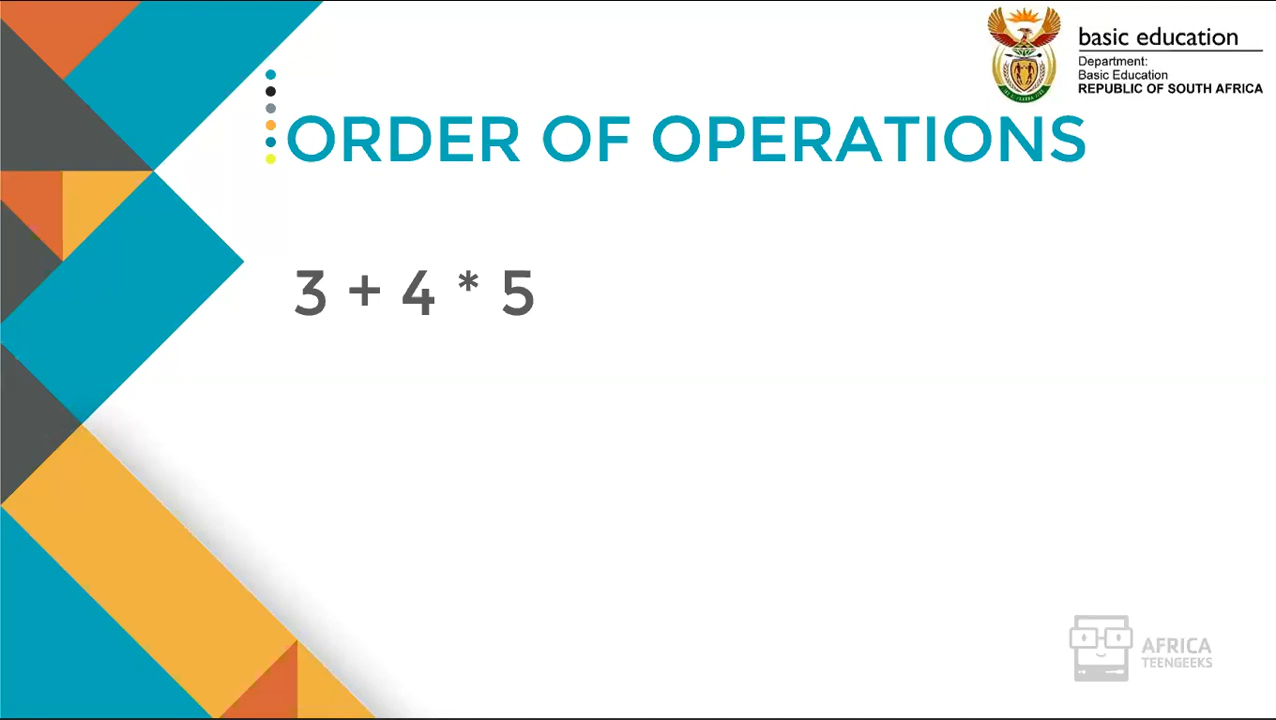 basic education
Department:
Basic Education
REPUBLIC OF SOUTH AFRICA
ORDER OF OPERATIONS
3 + 4 * 5
AFRICA
TEENGEEKS